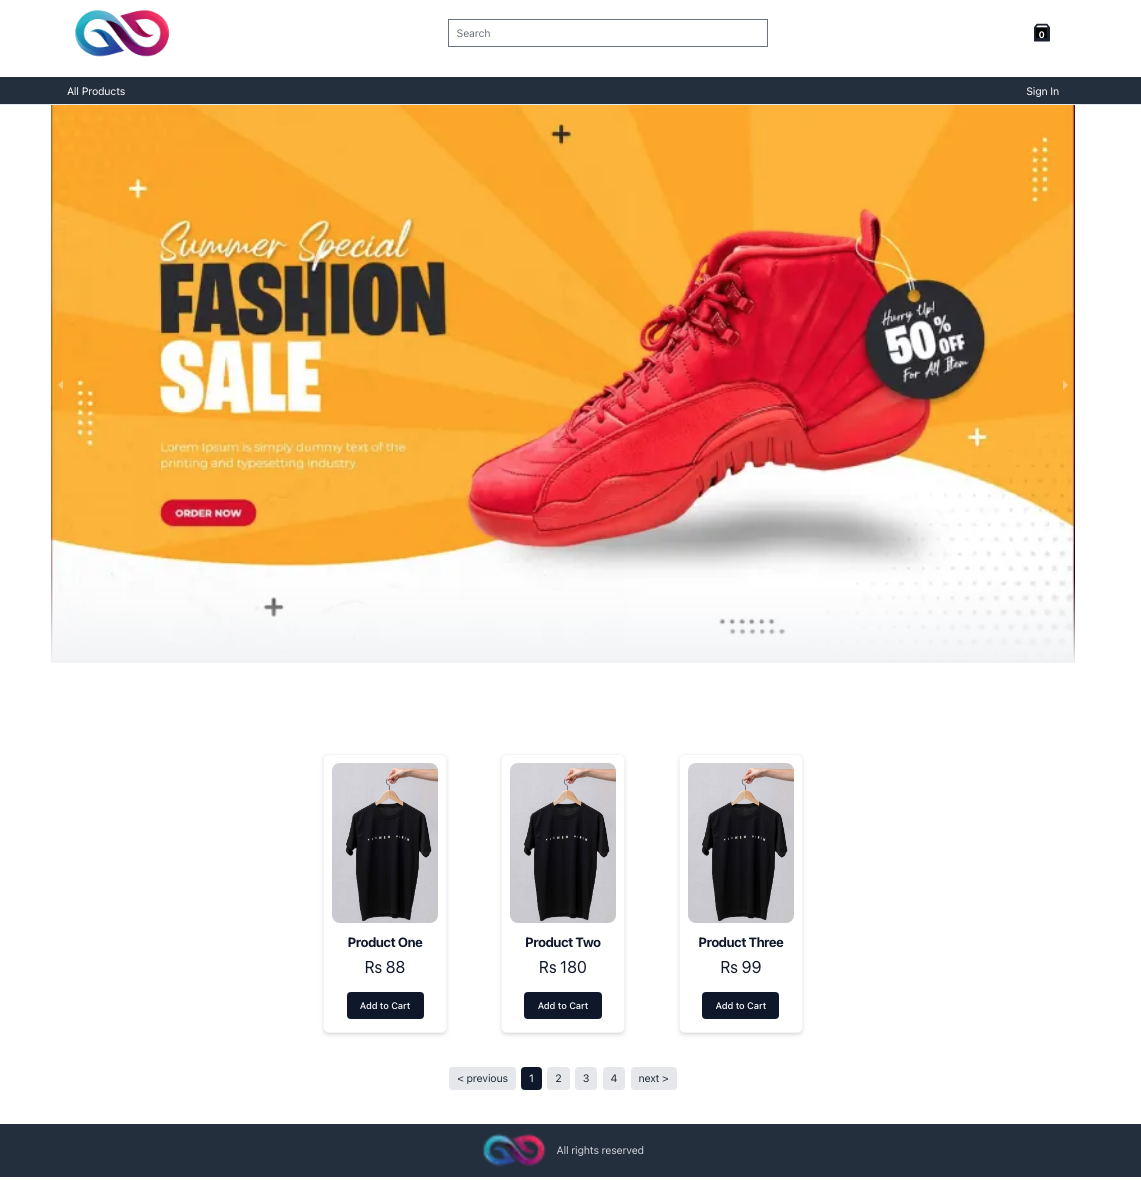 Search
0
All Products
Sign In
Summer Special
FASHION
SALE
Lorem Ipsum is simply dummy text of the
printing and typesetting industry.
ORDER NOW
Hurry Up!
50% OFF
For All Item
Product One
Rs 88
Add to Cart
Product Two
Rs 180
Add to Cart
Product Three
Rs 99
Add to Cart
< previous
1
2
3
4
next >
All rights reserved